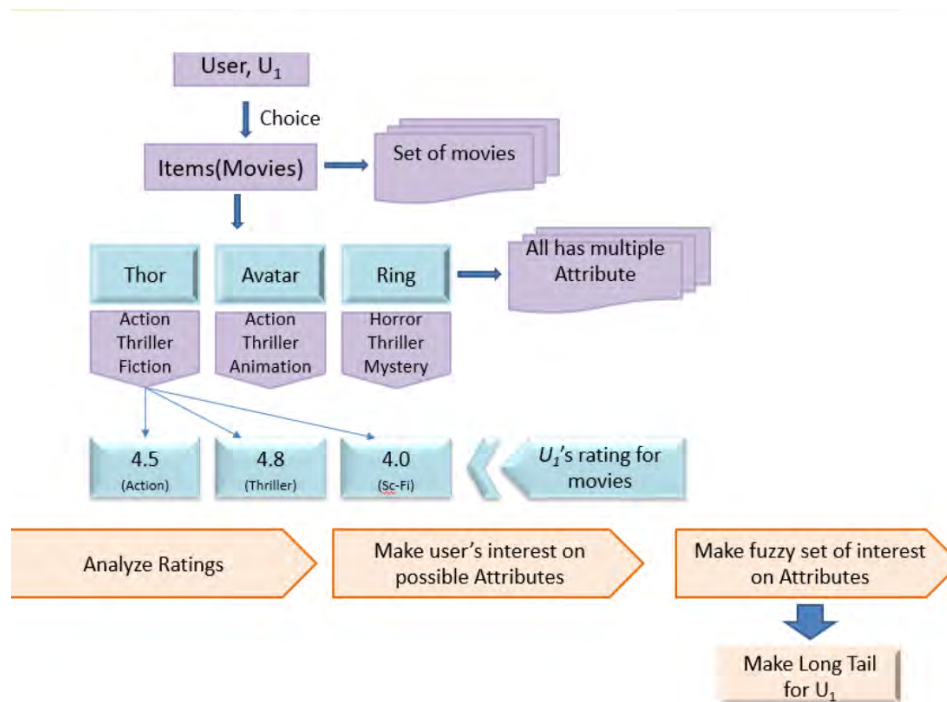 User, U1
Choice
Items(Movies)
Set of movies
Thor
Avatar
Ring
All has multiple
Attribute
Action
Thriller
Fiction
Action
Thriller
Animation
Horror
Thriller
Mystery
4.5
(Action)
4.8
(Thriller)
4.0
(Sc-Fi)
U1's rating for
movies
Analyze Ratings
Make user's interest on
possible Attributes
Make fuzzy set of interest
on Attributes
Make Long Tail
for U1